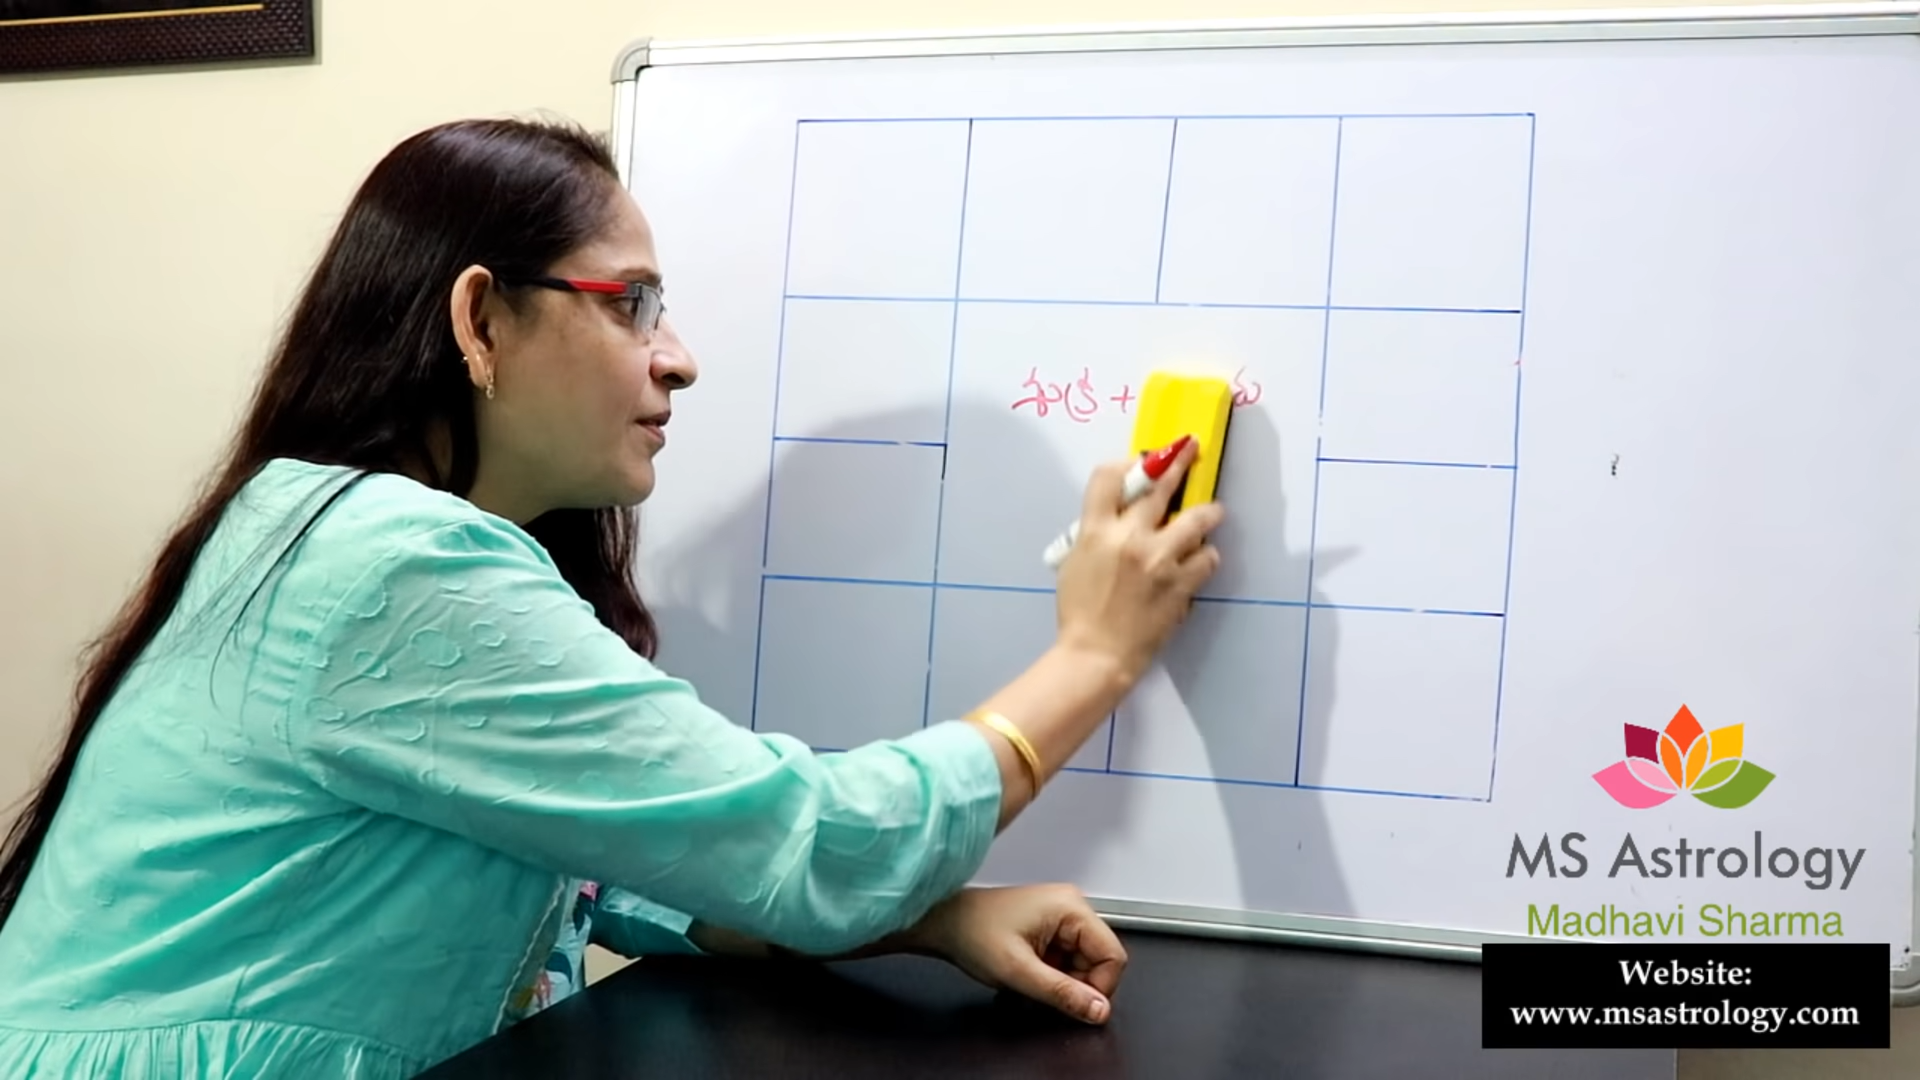 శుక్ర +
MS Astrology
Madhavi Sharma
Website:
www.msastrology.com